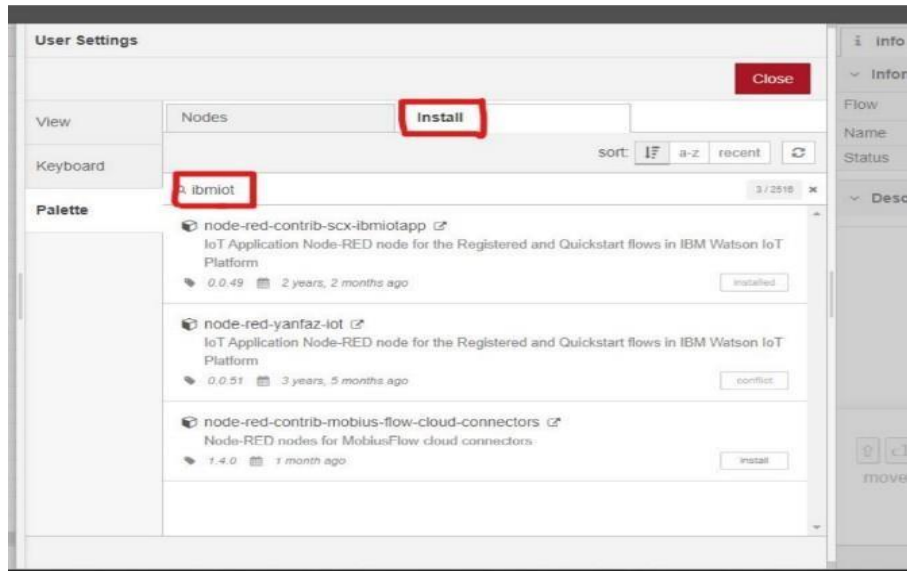 User Settings
Close
View
Keyboard
Palette
Nodes
Install
sort:
a-z
recent
ibmiot
3 / 2516
node-red-contrib-scx-ibmiotapp
IoT Application Node-RED node for the Registered and Quickstart flows in IBM Watson IoT
Platform
0.0.49
2 years, 2 months ago
installed
node-red-yanfaz-iot
IoT Application Node-RED node for the Registered and Quickstart flows in IBM Watson IoT
Platform
0.0.51
3 years, 5 months ago
conflict
node-red-contrib-mobius-flow-cloud-connectors
Node-RED nodes for MobiusFlow cloud connectors
1.4.0
1 month ago
install
i info
Infor
Flow
Name
Status
Desc
cl
move